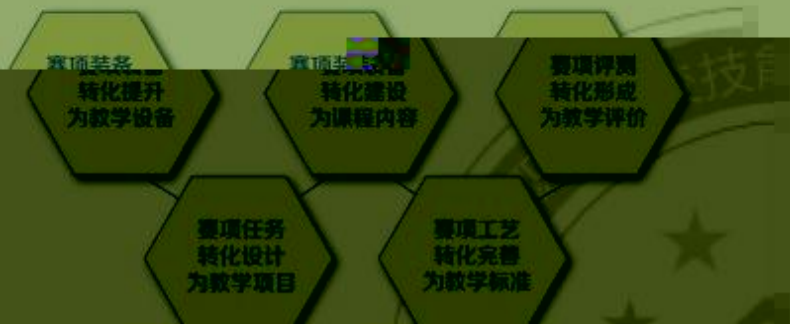 赛项装备
转化提升
为教学设备
转化建设
为课程内容
赛项评测
转化形成
为教学评价
技能
赛项任务
转化设计
为教学项目
赛项工艺
转化完善
为教学标准